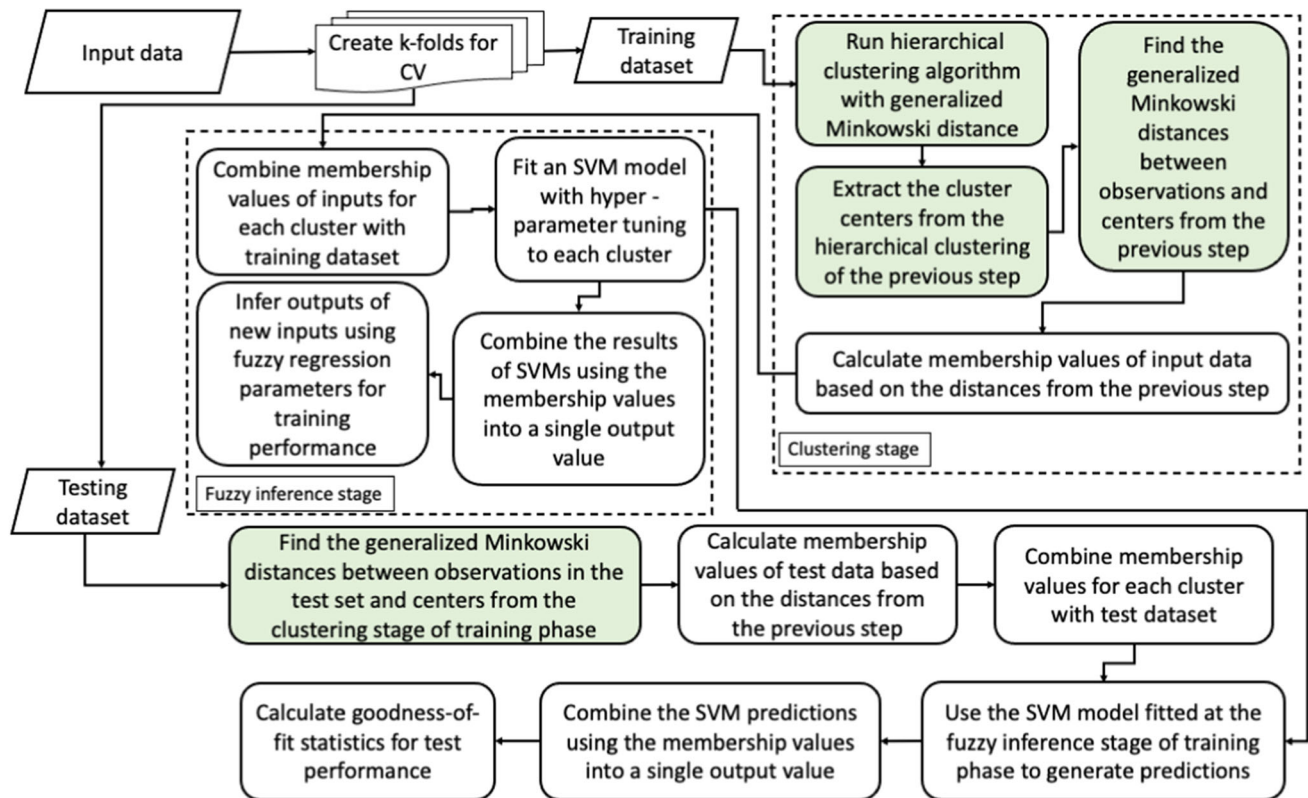 Input data
Create k-folds for
CV
Training
dataset
Run hierarchical
clustering algorithm
with generalized
Minkowski distance
Extract the cluster
centers from the
hierarchical clustering
of the previous step
Find the
generalized
Minkowski
distances
between
observations and
centers from the
previous step
Calculate membership values of input data
based on the distances from the previous step
Clustering stage
Combine membership
values of inputs for
each cluster with
training dataset
Fit an SVM model
with hyper -
parameter tuning
to each cluster
Combine the results
of SVMs using the
membership values
into a single output
value
Infer outputs of
new inputs using
fuzzy regression
parameters for
training
performance
Fuzzy inference stage
Testing
dataset
Find the generalized Minkowski
distances between observations in the
test set and centers from the
clustering stage of training phase
Calculate membership
values of test data based
on the distances from
the previous step
Combine membership
values for each cluster
with test dataset
Use the SVM model fitted at the
fuzzy inference stage of training
phase to generate predictions
Combine the SVM predictions
using the membership values
into a single output value
Calculate goodness-of-
fit statistics for test
performance